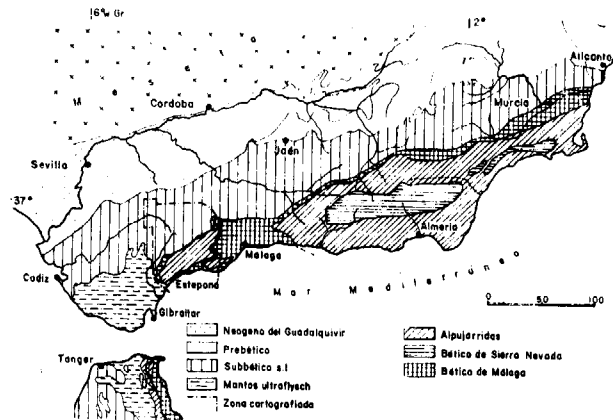 6°w Gr
2°
Alicante
Cordoba
Murcia
Jaén
Sevilla
37°
Almeria
Malaga
Cadiz
Estepona
Mar Mediterráneo
Gibraltar
0 50 100
Neogeno del Guadalquivir
Prebético
Subbético s.l
Mantos ultraflysch
Zona cartografiada
Alpujarrides
Bético de Sierra Nevada
Bético de Málaga
Tanger